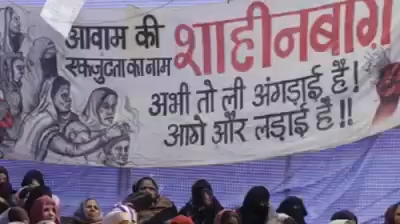 आवाम की
एकजुटता का नाम
शाहीनबाग़
अभी तो ली अंगड़ाई है!
आगे और लड़ाई है!!